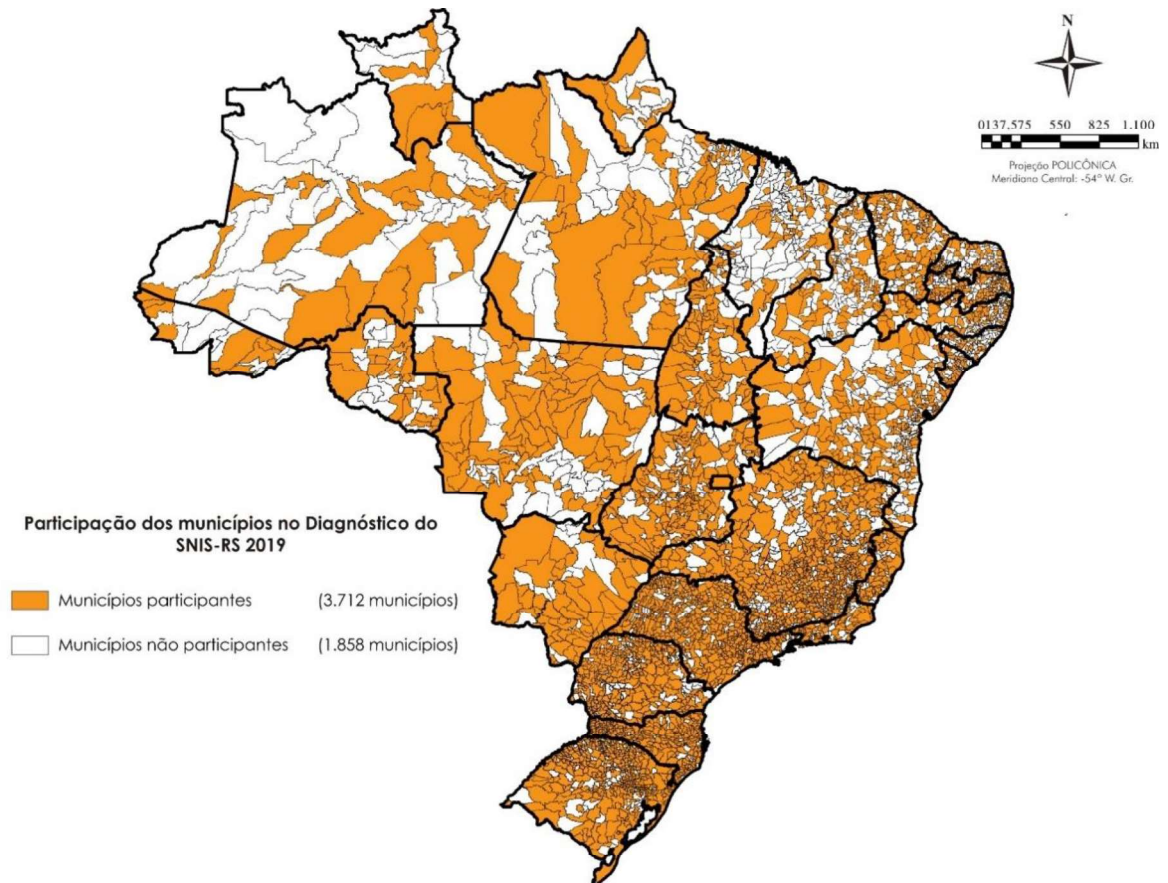 N
0137,575 550 825 1.100
km
Projeção POLICÔNICA
Meridiano Central: -54° W. Gr.
Participação dos municípios no Diagnóstico do
SNIS-RS 2019
Municípios participantes (3.712 municípios)
Municípios não participantes (1.858 municípios)